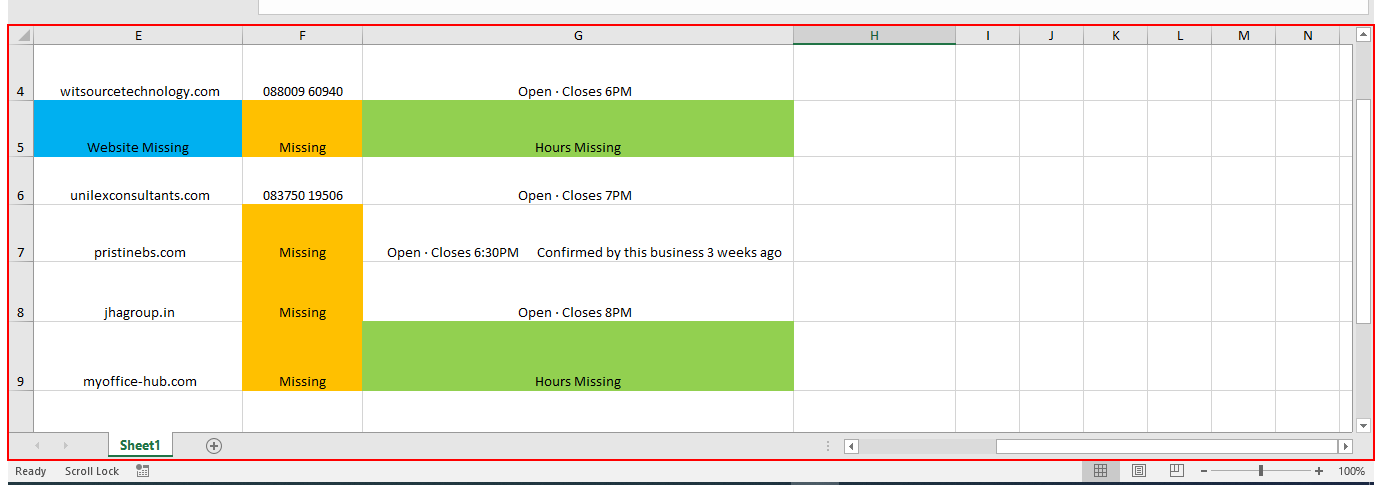 E F G H I J K L M N
4 witsourcetechnology.com 088009 60940 Open · Closes 6PM
5 Website Missing Missing Hours Missing
6 unilexconsultants.com 083750 19506 Open · Closes 7PM
7 pristinebs.com Missing Open · Closes 6:30PM Confirmed by this business 3 weeks ago
8 jhagroup.in Missing Open · Closes 8PM
9 myoffice-hub.com Missing Hours Missing
Sheet1
Ready Scroll Lock 100%